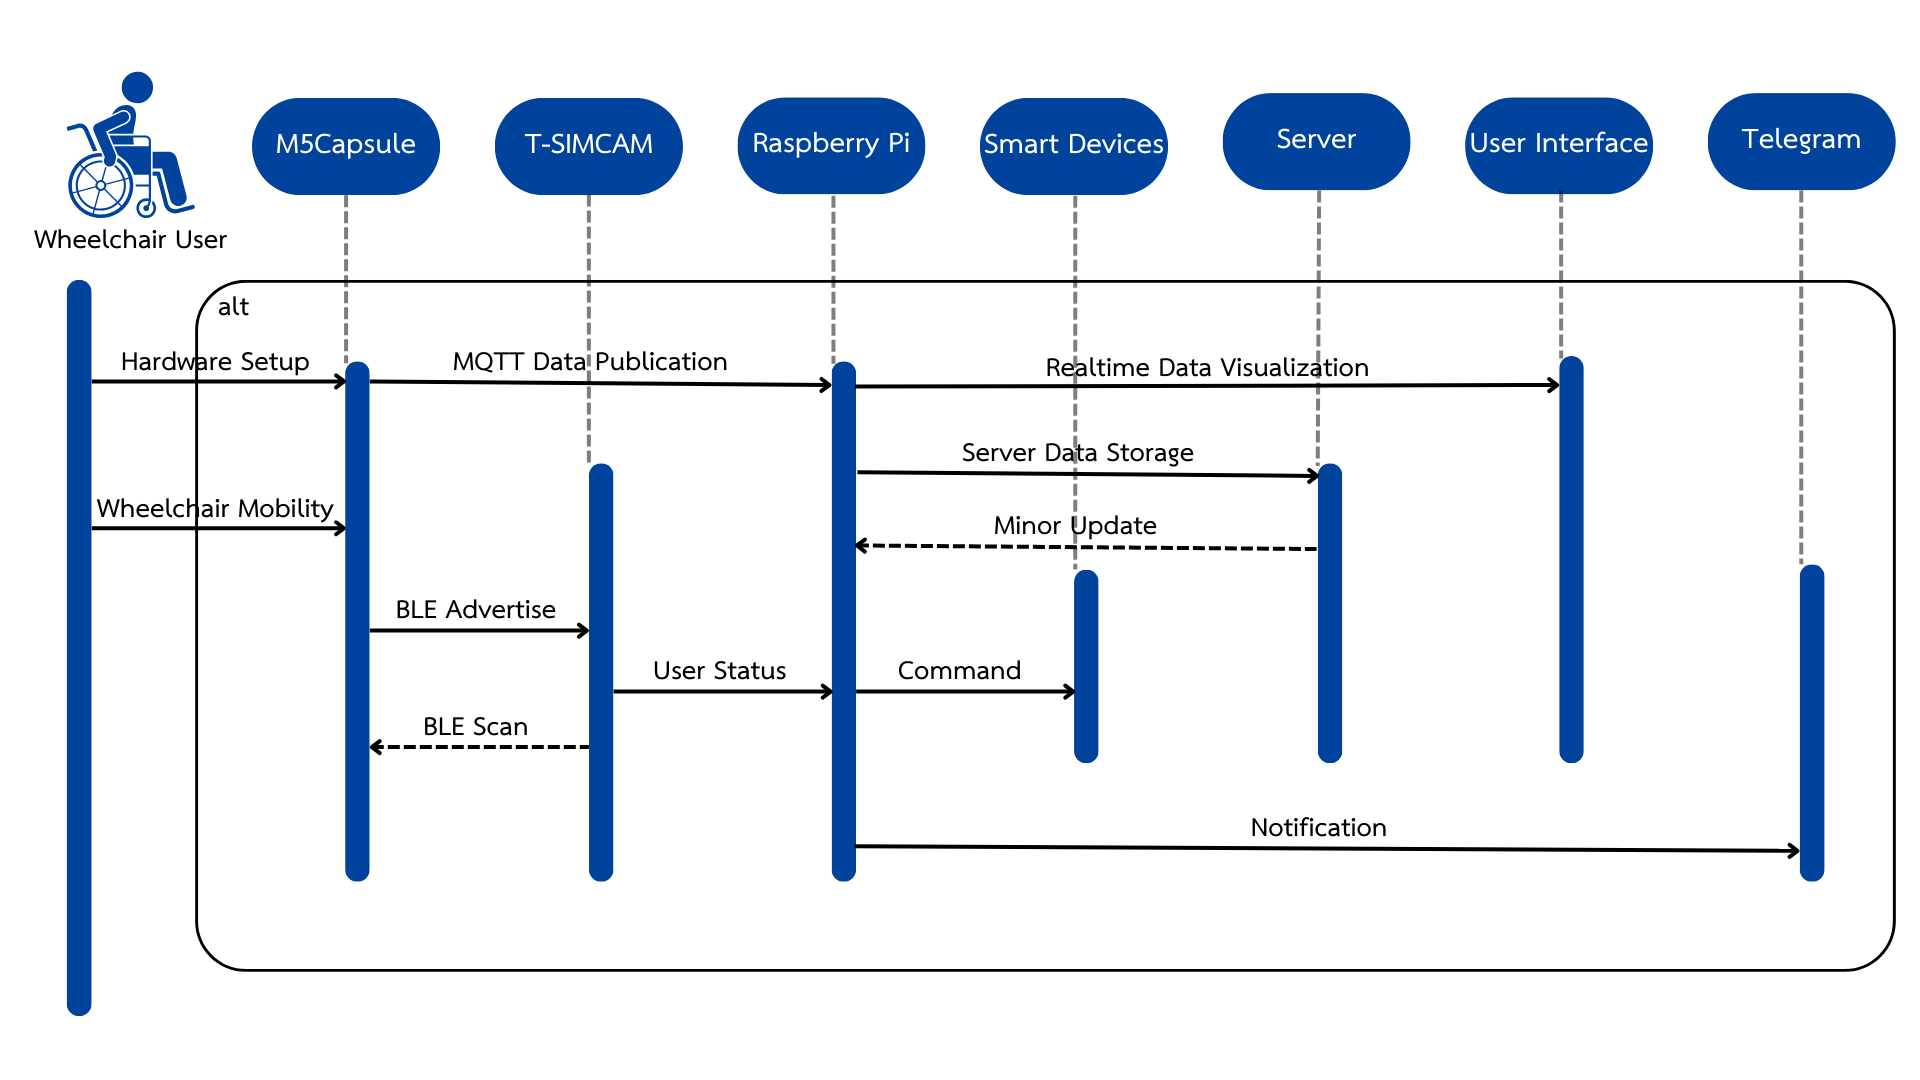 M5Capsule
T-SIMCAM
Raspberry Pi
Smart Devices
Server
User Interface
Telegram
Wheelchair User
alt
Hardware Setup
MQTT Data Publication
Realtime Data Visualization
Server Data Storage
Wheelchair Mobility
Minor Update
BLE Advertise
User Status
Command
BLE Scan
Notification